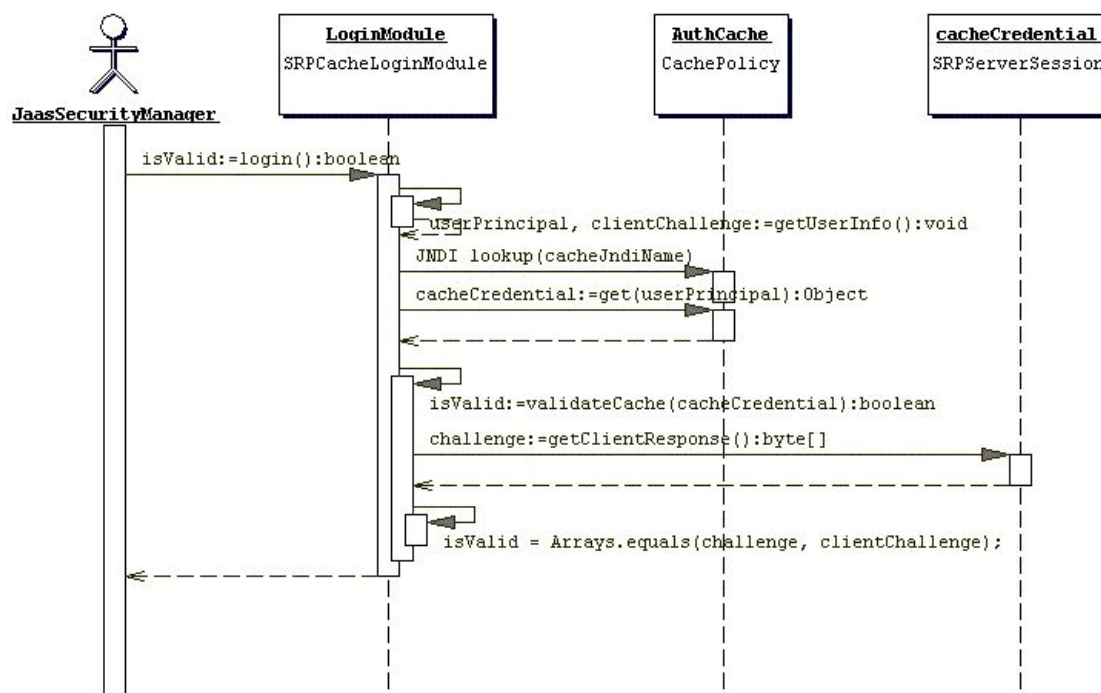 LoginModule
SRPCacheLoginModule
AuthCache
CachePolicy
cacheCredential
SRPServerSession
JaasSecurityManager
isValid:=login():boolean
userPrincipal, clientChallenge:=getUserInfo():void
JNDI lookup(cacheJndiName)
cacheCredential:=get(userPrincipal):Object
isValid:=validateCache(cacheCredential):boolean
challenge:=getClientResponse():byte[]
isValid = Arrays.equals(challenge, clientChallenge);